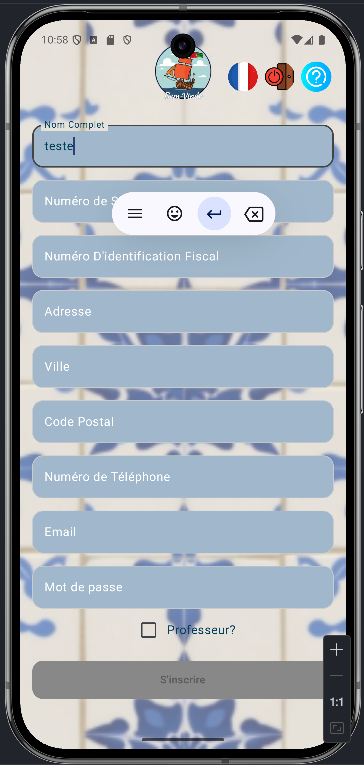 10:58
Nom Complet
teste
Numéro de S
Numéro D'identification Fiscal
Adresse
Ville
Code Postal
Numéro de Téléphone
Email
Mot de passe
Professeur?
S'inscrire
1:1